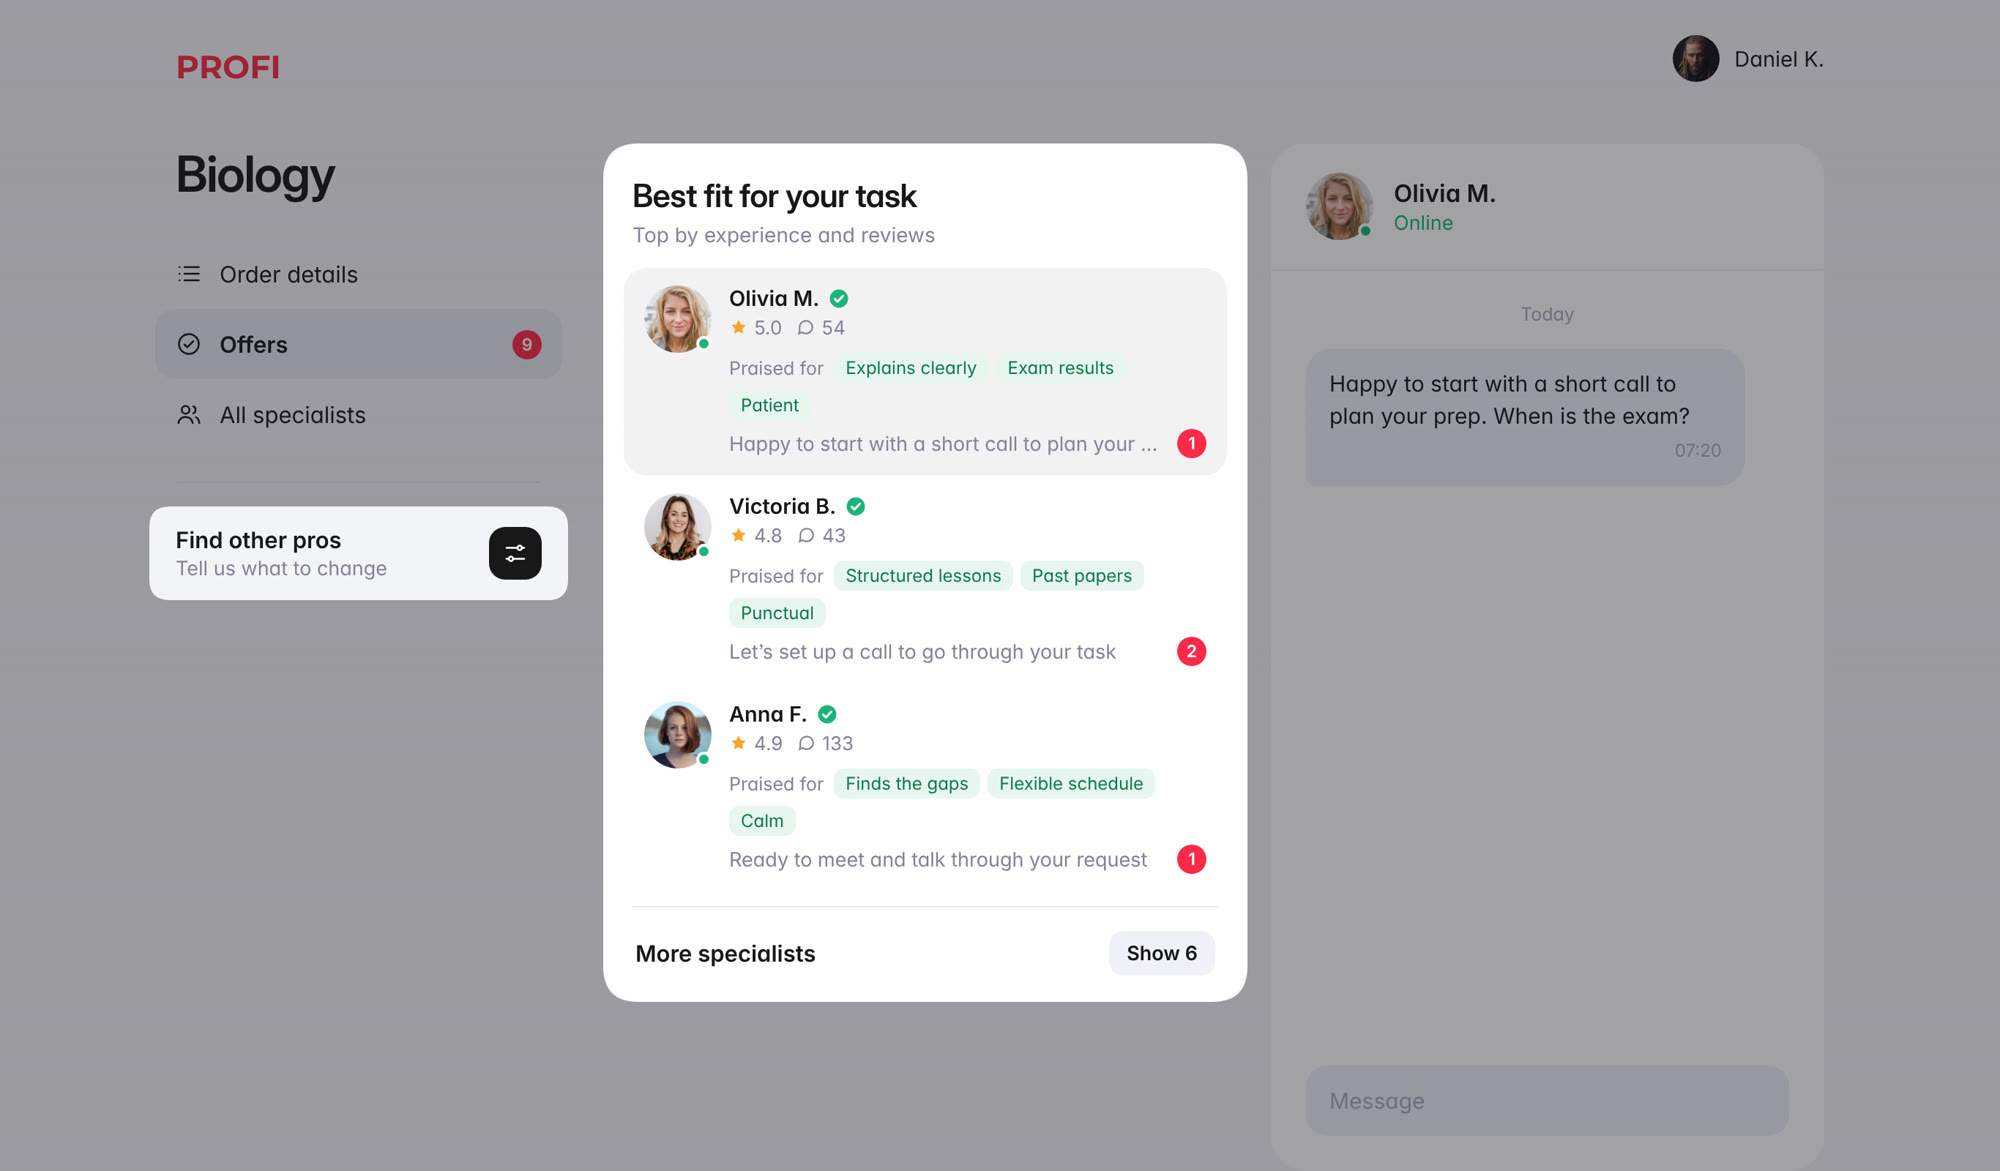 PROFI
Daniel K.
Biology
Order details
Offers
9
All specialists
Find other pros
Tell us what to change
Best fit for your task
Top by experience and reviews
Olivia M.
5.0 54
Praised for Explains clearly Exam results
Patient
Happy to start with a short call to plan your ...
1
Victoria B.
4.8 43
Praised for Structured lessons Past papers
Punctual
Let’s set up a call to go through your task
2
Anna F.
4.9 133
Praised for Finds the gaps Flexible schedule
Calm
Ready to meet and talk through your request
1
More specialists
Show 6
Olivia M.
Online
Today
Happy to start with a short call to
plan your prep. When is the exam?
07:20
Message